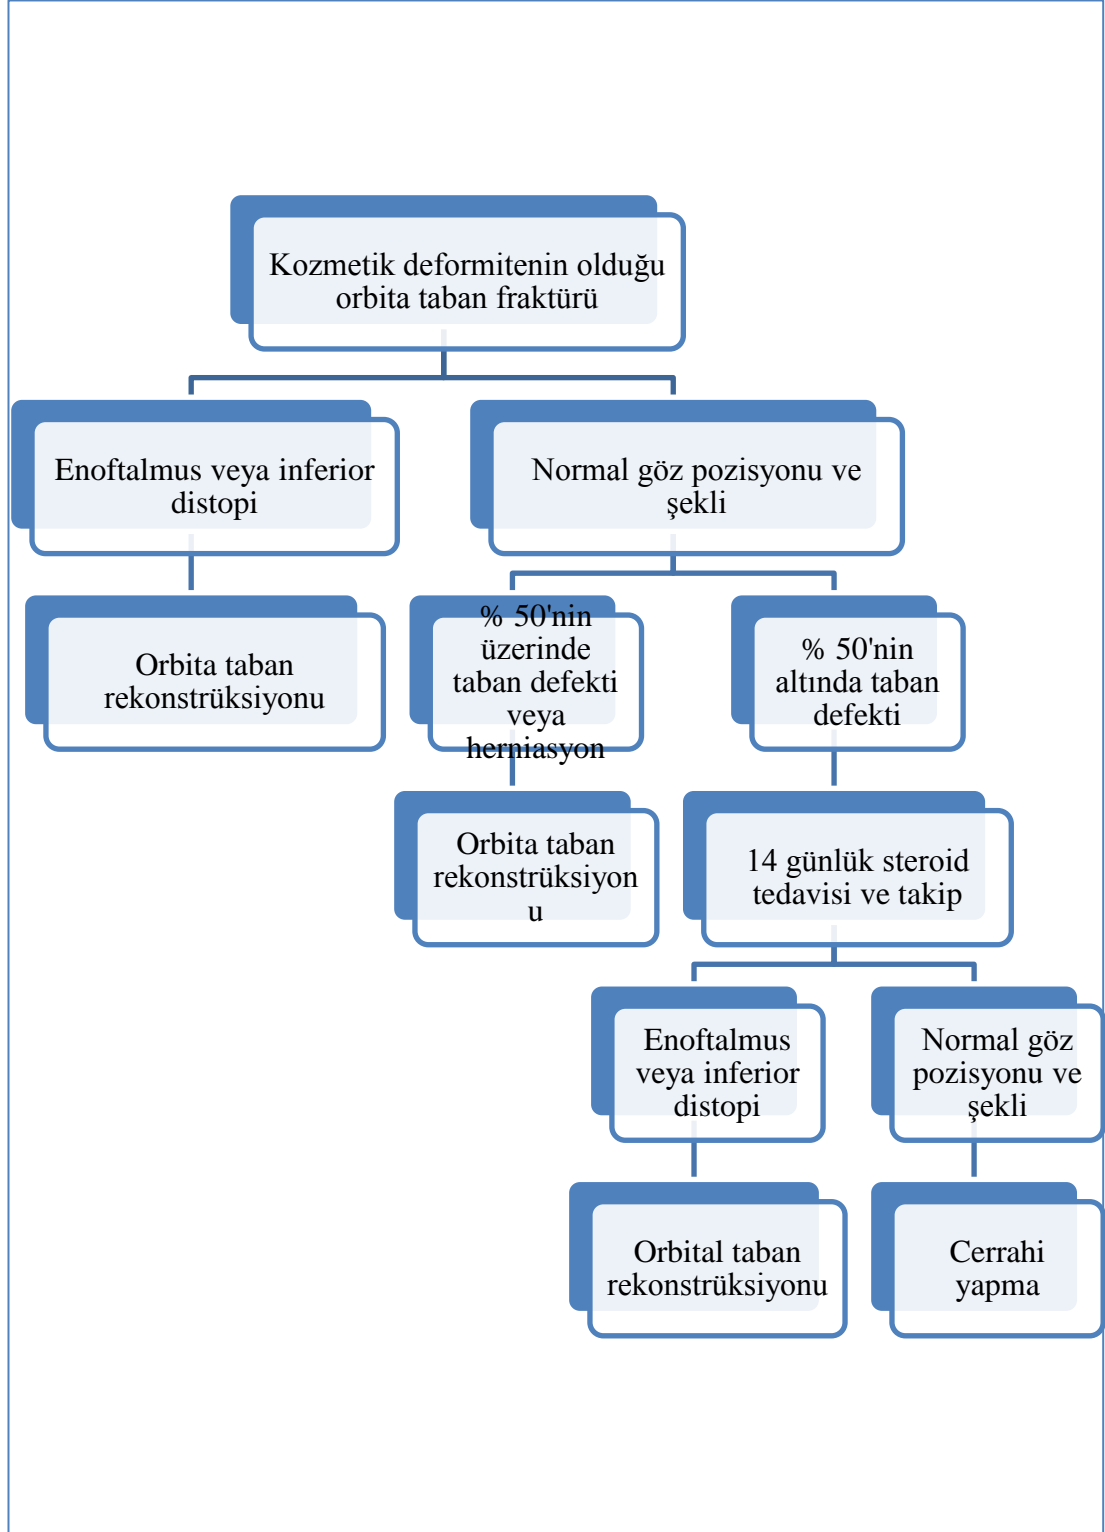 Kozmetik deformitenin olduğu
orbita taban fraktürü
Enoftalmus veya inferior
distopi
Normal göz pozisyonu ve
şekli
Orbita taban
rekonstrüksiyonu
% 50'nin
üzerinde
taban defekti
veya
herniasyon
% 50'nin
altında taban
defekti
Orbita taban
rekonstrüksiyon
u
14 günlük steroid
tedavisi ve takip
Enoftalmus
veya inferior
distopi
Normal göz
pozisyonu ve
şekli
Orbital taban
rekonstrüksiyonu
Cerrahi
yapma